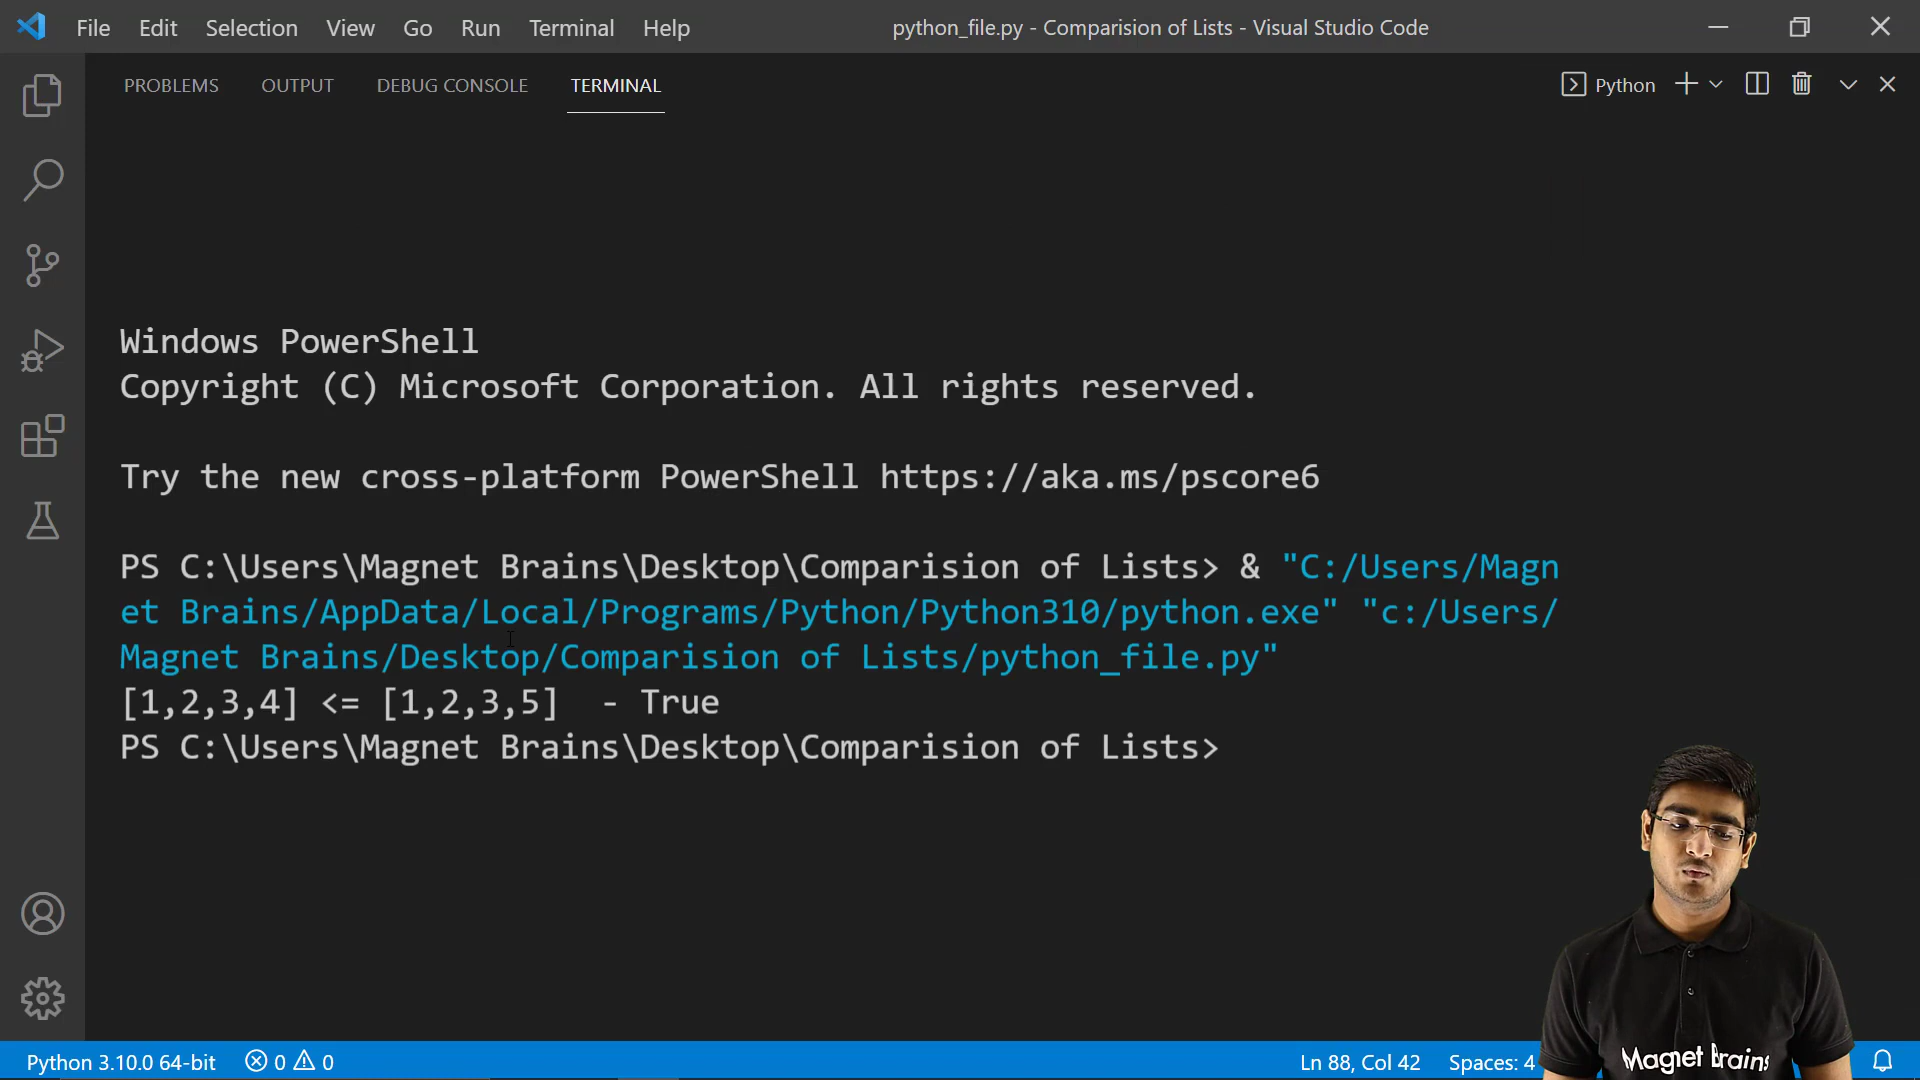 File Edit Selection View Go Run Terminal Help python_file.py - Comparision of Lists - Visual Studio Code
PROBLEMS OUTPUT DEBUG CONSOLE TERMINAL Python
Windows PowerShell
Copyright (C) Microsoft Corporation. All rights reserved.
Try the new cross-platform PowerShell https://aka.ms/pscore6
PS C:\Users\Magnet Brains\Desktop\Comparision of Lists> & "C:/Users/Magn
et Brains/AppData/Local/Programs/Python/Python310/python.exe" "c:/Users/
Magnet Brains/Desktop/Comparision of Lists/python_file.py"
[1,2,3,4] <= [1,2,3,5]  - True
PS C:\Users\Magnet Brains\Desktop\Comparision of Lists>
Magnet Brains
Python 3.10.0 64-bit 0 0 Ln 88, Col 42 Spaces: 4